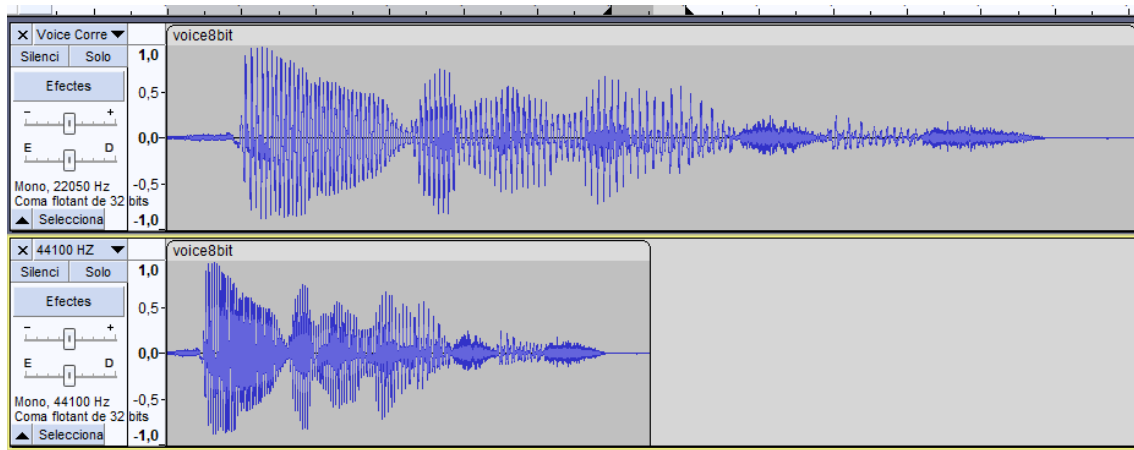 × Voice Corre voice8bit
Silenci Solo 1,0
Efectes 0,5
- +
0,0
E D
Mono, 22050 Hz -0,5
Coma flotant de 32 bits
Selecciona -1,0
× 44100 HZ voice8bit
Silenci Solo 1,0
Efectes 0,5
- +
0,0
E D
Mono, 44100 Hz -0,5
Coma flotant de 32 bits
Selecciona -1,0